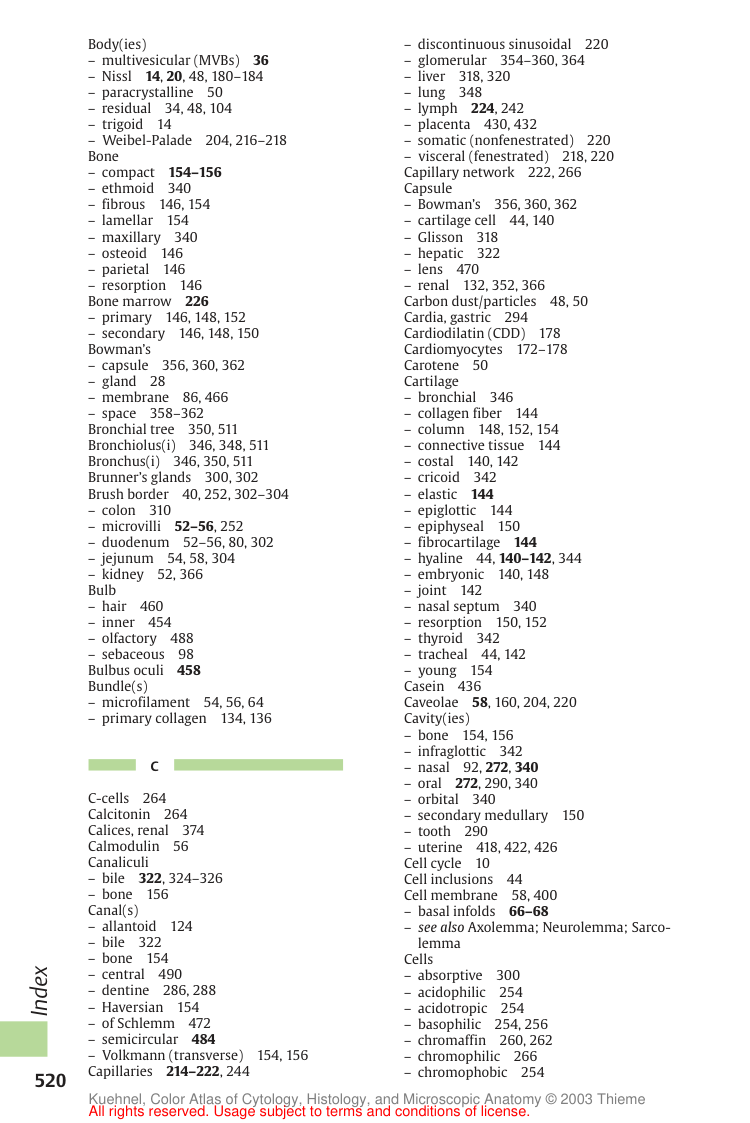 Body(ies)
– multivesicular (MVBs) 36
– Nissl 14, 20, 48, 180–184
– paracrystalline 50
– residual 34, 48, 104
– trigoid 14
– Weibel-Palade 204, 216–218
Bone
– compact 154–156
– ethmoid 340
– fibrous 146, 154
– lamellar 154
– maxillary 340
– osteoid 146
– parietal 146
– resorption 146
Bone marrow 226
– primary 146, 148, 152
– secondary 146, 148, 150
Bowman's
– capsule 356, 360, 362
– gland 28
– membrane 86, 466
– space 358–362
Bronchial tree 350, 511
Bronchiolus(i) 346, 348, 511
Bronchus(i) 346, 350, 511
Brunner's glands 300, 302
Brush border 40, 252, 302–304
– colon 310
– microvilli 52–56, 252
– duodenum 52–56, 80, 302
– jejunum 54, 58, 304
– kidney 52, 366
Bulb
– hair 460
– inner 454
– olfactory 488
– sebaceous 98
Bulbus oculi 458
Bundle(s)
– microfilament 54, 56, 64
– primary collagen 134, 136
C
C-cells 264
Calcitonin 264
Calices, renal 374
Calmodulin 56
Canaliculi
– bile 322, 324–326
– bone 156
Canal(s)
– allantoid 124
– bile 322
– bone 154
– central 490
– dentine 286, 288
– Haversian 154
– of Schlemm 472
– semicircular 484
– Volkmann (transverse) 154, 156
Capillaries 214–222, 244
– discontinuous sinusoidal 220
– glomerular 354–360, 364
– liver 318, 320
– lung 348
– lymph 224, 242
– placenta 430, 432
– somatic (nonfenestrated) 220
– visceral (fenestrated) 218, 220
Capillary network 222, 266
Capsule
– Bowman's 356, 360, 362
– cartilage cell 44, 140
– Glisson 318
– hepatic 322
– lens 470
– renal 132, 352, 366
Carbon dust/particles 48, 50
Cardia, gastric 294
Cardiodilatin (CDD) 178
Cardiomyocytes 172–178
Carotene 50
Cartilage
– bronchial 346
– collagen fiber 144
– column 148, 152, 154
– connective tissue 144
– costal 140, 142
– cricoid 342
– elastic 144
– epiglottic 144
– epiphyseal 150
– fibrocartilage 144
– hyaline 44, 140–142, 344
– embryonic 140, 148
– joint 142
– nasal septum 340
– resorption 150, 152
– thyroid 342
– tracheal 44, 142
– young 154
Casein 436
Caveolae 58, 160, 204, 220
Cavity(ies)
– bone 154, 156
– infraglottic 342
– nasal 92, 272, 340
– oral 272, 290, 340
– orbital 340
– secondary medullary 150
– tooth 290
– uterine 418, 422, 426
Cell cycle 10
Cell inclusions 44
Cell membrane 58, 400
– basal infolds 66–68
– see also Axolemma; Neurolemma; Sarco-
lemma
Cells
– absorptive 300
– acidophilic 254
– acidotropic 254
– basophilic 254, 256
– chromaffin 260, 262
– chromophilic 266
– chromophobic 254
Index
520
Kuehnel, Color Atlas of Cytology, Histology, and Microscopic Anatomy © 2003 Thieme
All rights reserved. Usage subject to terms and conditions of license.